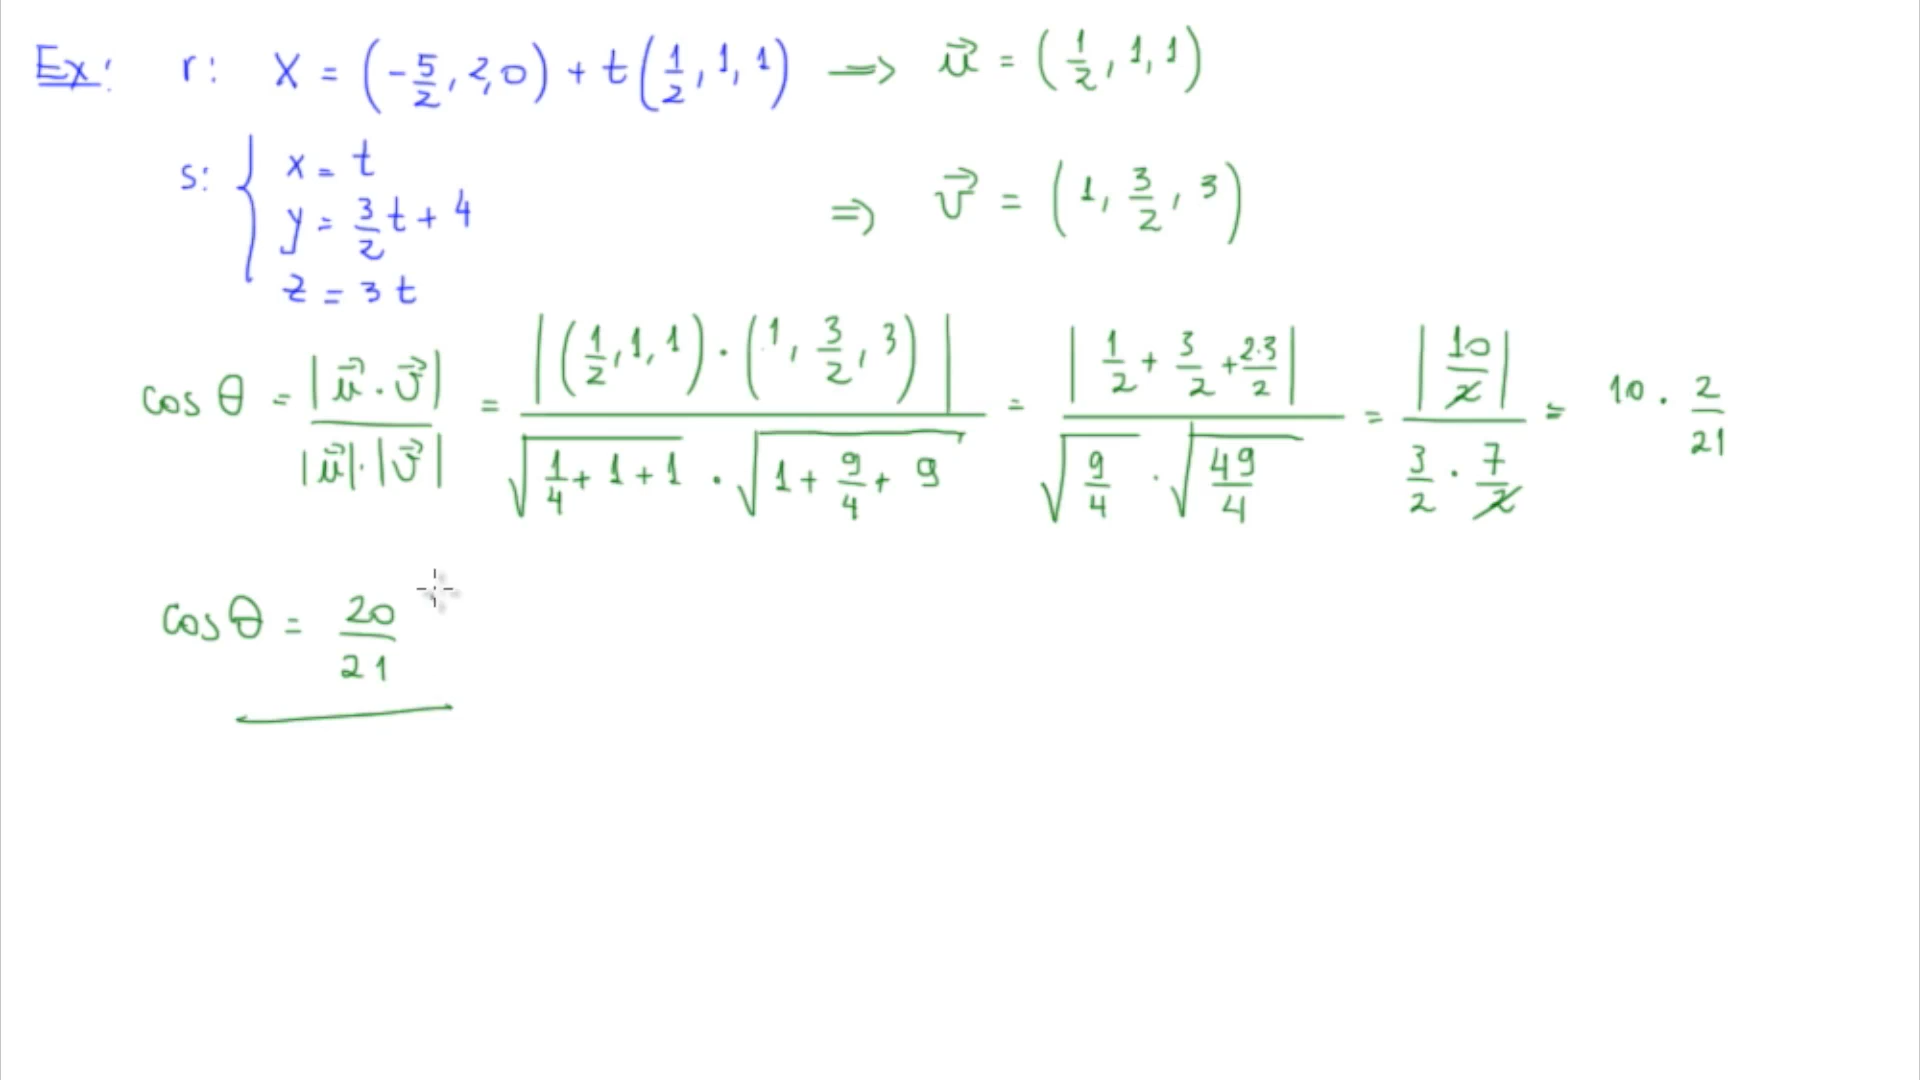 Ex: r: X = (-5/2, 2, 0) + t(1/2, 1, 1) → u⃗ = (1/2, 1, 1)
s: { x = t
y = 3/2 t + 4 ⇒ v⃗ = (1, 3/2, 3)
z = 3t
cos θ = |u⃗ · v⃗| / |u⃗|·|v⃗| = |(1/2, 1, 1) · (1, 3/2, 3)| / √(1/4 + 1 + 1) · √(1 + 9/4 + 9) = |1/2 + 3/2 + 2·3/2| / √(9/4) · √(49/4) = |10/2| / 3/2 · 7/2 = 10 · 2/21
cos θ = 20/21